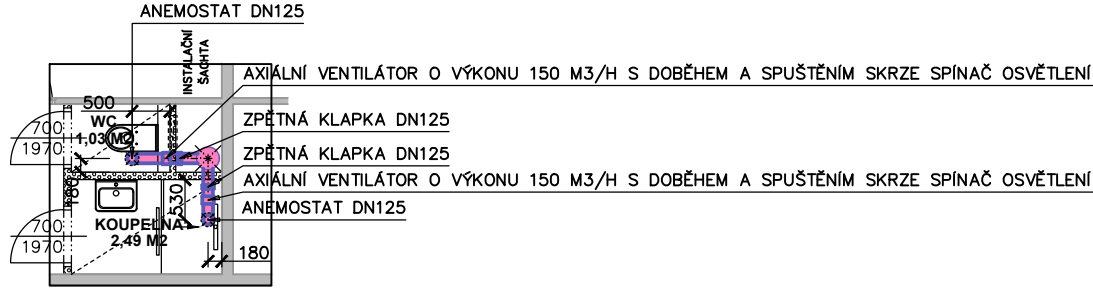 ANEMOSTAT DN125
INSTALAČNÍ
ŠACHTA
AXIÁLNÍ VENTILÁTOR O VÝKONU 150 M3/H S DOBĚHEM A SPUŠTĚNÍM SKRZE SPÍNAČ OSVĚTLENÍ
500
WC
1,03 M2
700
1970
ZPĚTNÁ KLAPKA DN125
ZPĚTNÁ KLAPKA DN125
AXIÁLNÍ VENTILÁTOR O VÝKONU 150 M3/H S DOBĚHEM A SPUŠTĚNÍM SKRZE SPÍNAČ OSVĚTLENÍ
530
ANEMOSTAT DN125
KOUPELNA
2,49 M2
700
1970
180